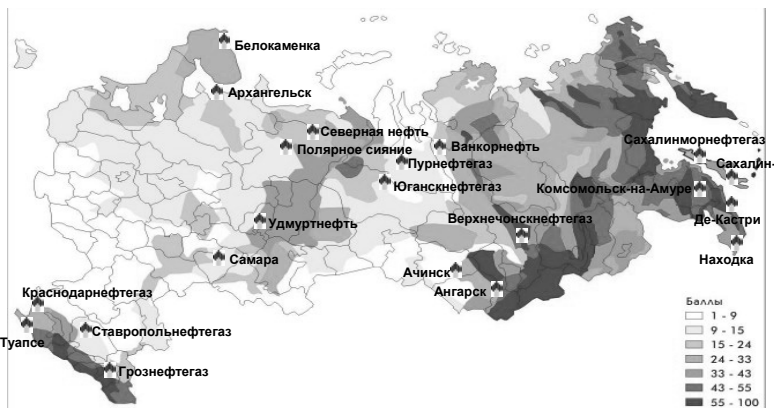 Белокаменка
Архангельск
Северная нефть
Полярное сияние
Ванкорнефть
Пурнефтегаз
Юганскнефтегаз
Сахалинморнефтегаз
Сахалин-
Комсомольск-на-Амуре
Удмуртнефть
Верхнечонскнефтегаз
Де-Кастри
Самара
Находка
Ачинск
Ангарск
Краснодарнефтегаз
Туапсе
Ставропольнефтегаз
Грознефтегаз
Баллы
1 - 9
9 - 15
15 - 24
24 - 33
33 - 43
43 - 55
55 - 100